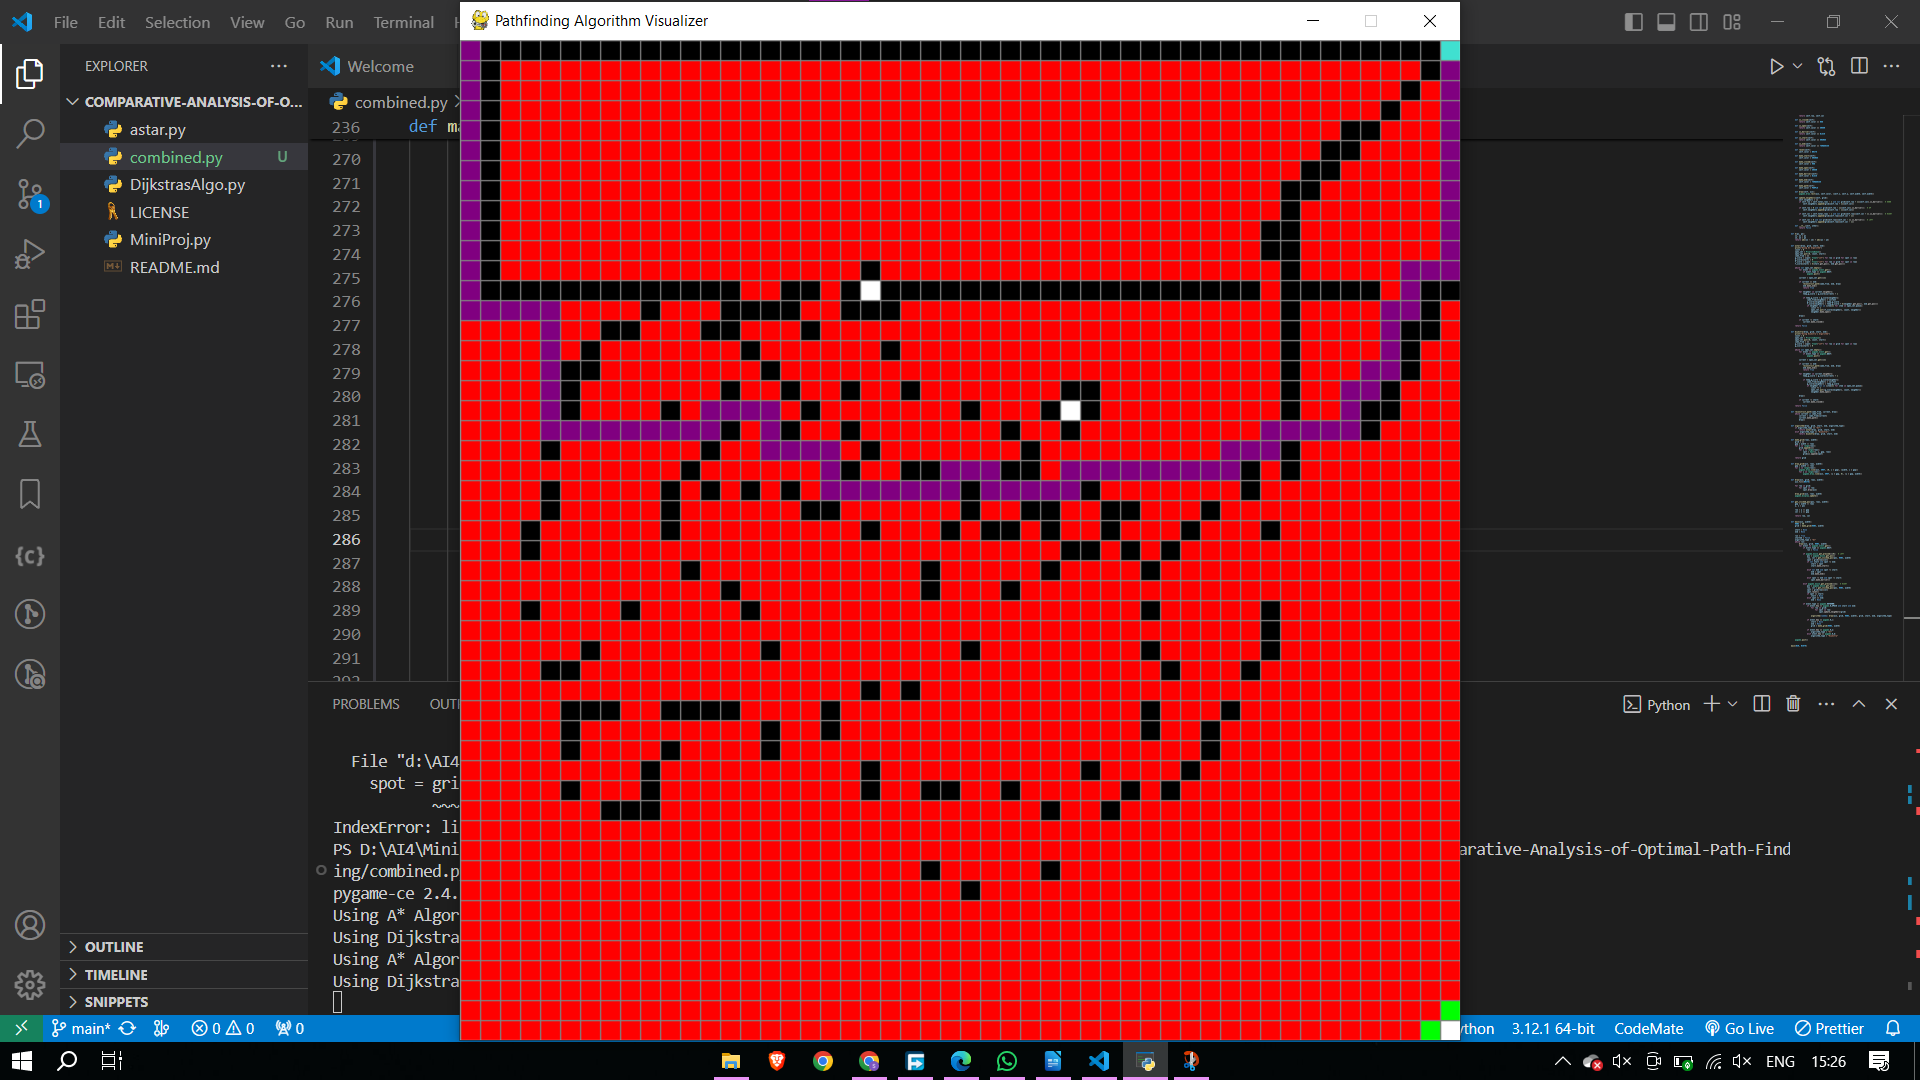 File Edit Selection View Go Run Terminal
Pathfinding Algorithm Visualizer
EXPLORER
COMPARATIVE-ANALYSIS-OF-O...
astar.py
combined.py U
DijkstrasAlgo.py
LICENSE
MiniProj.py
README.md
OUTLINE
TIMELINE
SNIPPETS
1
Welcome
combined.py
236 def ma
270
271
272
273
274
275
276
277
278
279
280
281
282
283
284
285
286
287
288
289
290
291
PROBLEMS OUTI
Python
File "d:\AI4
spot = gri
~~~~
IndexError: li
PS D:\AI4\Mini
arative-Analysis-of-Optimal-Path-Find
ing/combined.p
pygame-ce 2.4.
Using A* Algor
Using Dijkstra
Using A* Algor
Using Dijkstra
main* 0 0 0
ython 3.12.1 64-bit CodeMate Go Live Prettier
ENG 15:26